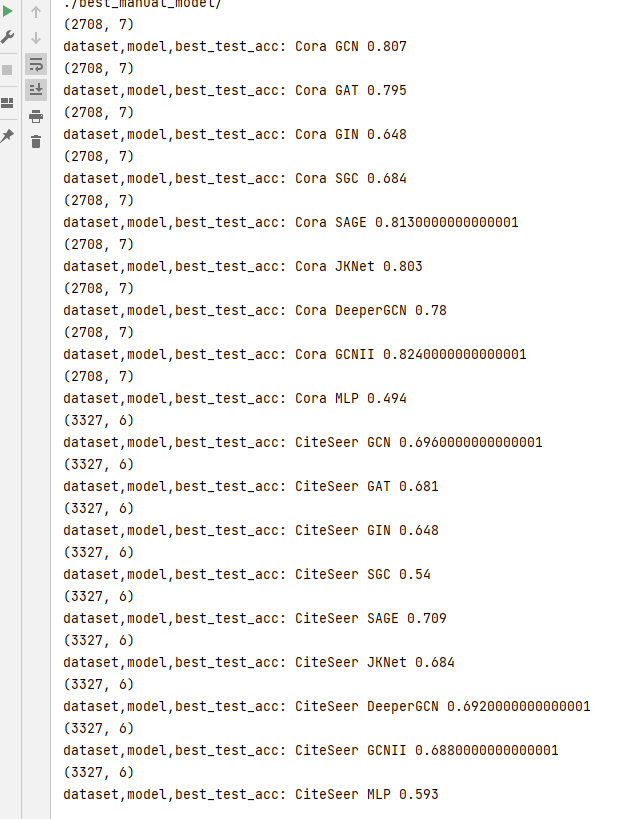 ./best_manual_model/
(2708, 7)
dataset,model,best_test_acc: Cora GCN 0.807
(2708, 7)
dataset,model,best_test_acc: Cora GAT 0.795
(2708, 7)
dataset,model,best_test_acc: Cora GIN 0.648
(2708, 7)
dataset,model,best_test_acc: Cora SGC 0.684
(2708, 7)
dataset,model,best_test_acc: Cora SAGE 0.8130000000000001
(2708, 7)
dataset,model,best_test_acc: Cora JKNet 0.803
(2708, 7)
dataset,model,best_test_acc: Cora DeeperGCN 0.78
(2708, 7)
dataset,model,best_test_acc: Cora GCNII 0.8240000000000001
(2708, 7)
dataset,model,best_test_acc: Cora MLP 0.494
(3327, 6)
dataset,model,best_test_acc: CiteSeer GCN 0.6960000000000001
(3327, 6)
dataset,model,best_test_acc: CiteSeer GAT 0.681
(3327, 6)
dataset,model,best_test_acc: CiteSeer GIN 0.648
(3327, 6)
dataset,model,best_test_acc: CiteSeer SGC 0.54
(3327, 6)
dataset,model,best_test_acc: CiteSeer SAGE 0.709
(3327, 6)
dataset,model,best_test_acc: CiteSeer JKNet 0.684
(3327, 6)
dataset,model,best_test_acc: CiteSeer DeeperGCN 0.6920000000000001
(3327, 6)
dataset,model,best_test_acc: CiteSeer GCNII 0.6880000000000001
(3327, 6)
dataset,model,best_test_acc: CiteSeer MLP 0.593